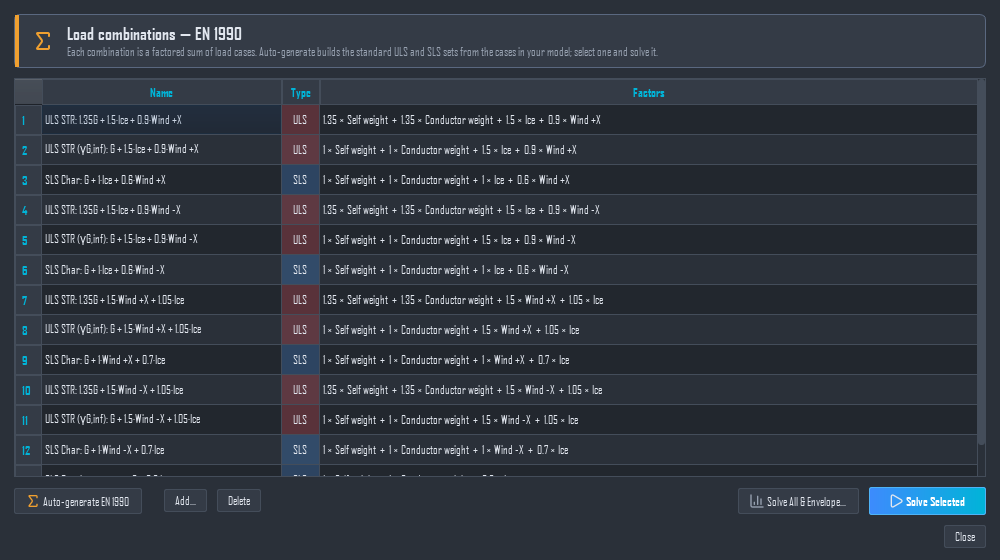 Load combinations — EN 1990
Each combination is a factored sum of load cases. Auto-generate builds the standard ULS and SLS sets from the cases in your model; select one and solve it.
Name Type Factors
1 ULS STR: 1.35G + 1.5·Ice + 0.9·Wind +X ULS 1.35 × Self weight + 1.35 × Conductor weight + 1.5 × Ice + 0.9 × Wind +X
2 ULS STR (γG,inf): G + 1.5·Ice + 0.9·Wind +X ULS 1 × Self weight + 1 × Conductor weight + 1.5 × Ice + 0.9 × Wind +X
3 SLS Char: G + 1·Ice + 0.6·Wind +X SLS 1 × Self weight + 1 × Conductor weight + 1 × Ice + 0.6 × Wind +X
4 ULS STR: 1.35G + 1.5·Ice + 0.9·Wind -X ULS 1.35 × Self weight + 1.35 × Conductor weight + 1.5 × Ice + 0.9 × Wind -X
5 ULS STR (γG,inf): G + 1.5·Ice + 0.9·Wind -X ULS 1 × Self weight + 1 × Conductor weight + 1.5 × Ice + 0.9 × Wind -X
6 SLS Char: G + 1·Ice + 0.6·Wind -X SLS 1 × Self weight + 1 × Conductor weight + 1 × Ice + 0.6 × Wind -X
7 ULS STR: 1.35G + 1.5·Wind +X + 1.05·Ice ULS 1.35 × Self weight + 1.35 × Conductor weight + 1.5 × Wind +X + 1.05 × Ice
8 ULS STR (γG,inf): G + 1.5·Wind +X + 1.05·Ice ULS 1 × Self weight + 1 × Conductor weight + 1.5 × Wind +X + 1.05 × Ice
9 SLS Char: G + 1·Wind +X + 0.7·Ice SLS 1 × Self weight + 1 × Conductor weight + 1 × Wind +X + 0.7 × Ice
10 ULS STR: 1.35G + 1.5·Wind -X + 1.05·Ice ULS 1.35 × Self weight + 1.35 × Conductor weight + 1.5 × Wind -X + 1.05 × Ice
11 ULS STR (γG,inf): G + 1.5·Wind -X + 1.05·Ice ULS 1 × Self weight + 1 × Conductor weight + 1.5 × Wind -X + 1.05 × Ice
12 SLS Char: G + 1·Wind -X + 0.7·Ice SLS 1 × Self weight + 1 × Conductor weight + 1 × Wind -X + 0.7 × Ice
Auto-generate EN 1990 Add... Delete Solve All & Envelope... Solve Selected
Close